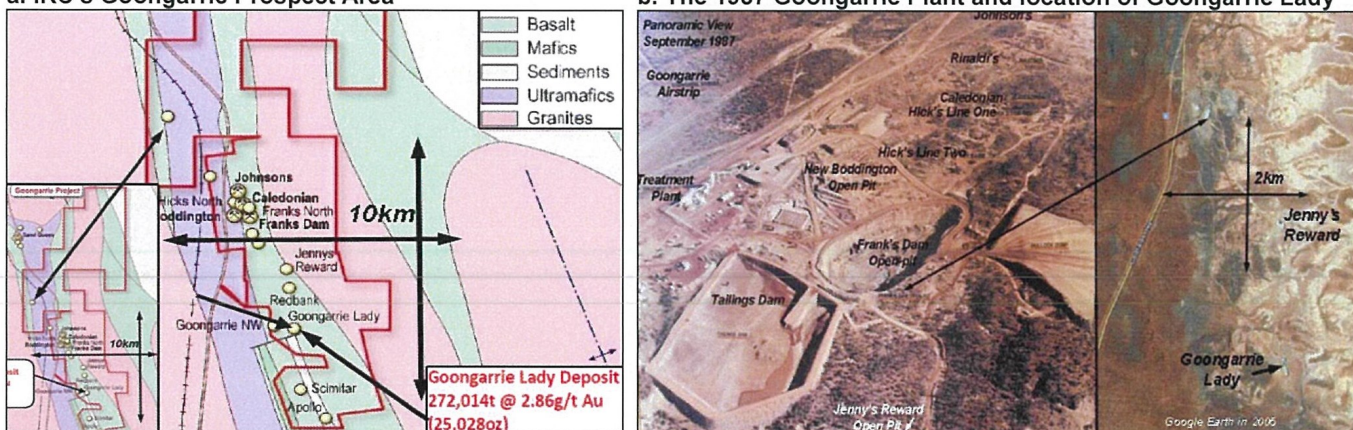 a. IRC's Goongarrie Prospect Area
b. The 1987 Goongarrie Plant and location of Goongarrie Lady
Basalt
Mafics
Sediments
Ultramafics
Granites
Goongarrie Project
Johnsons
Hicks North
Caledonian
oddington
Franks North
Franks Dam
10km
Jennys
Reward
Redbank
Goongarrie Lady
Goongarrie NW
Scimitar
Apollo
Goongarrie Lady Deposit
272,014t @ 2.86g/t Au
(25,028oz)
10km
Panoramic View
September 1987
Goongarrie
Airstrip
Johnson's
Rinaldi's
Caledonian
Hick's Line One
Hick's Line Two
New Boddington
Open Pit
Treatment
Plant
Frank's Dam
Open-pit
Tailings Dam
Jenny's Reward
Open Pit
2km
Jenny's
Reward
Goongarrie
Lady
Google Earth in 2005